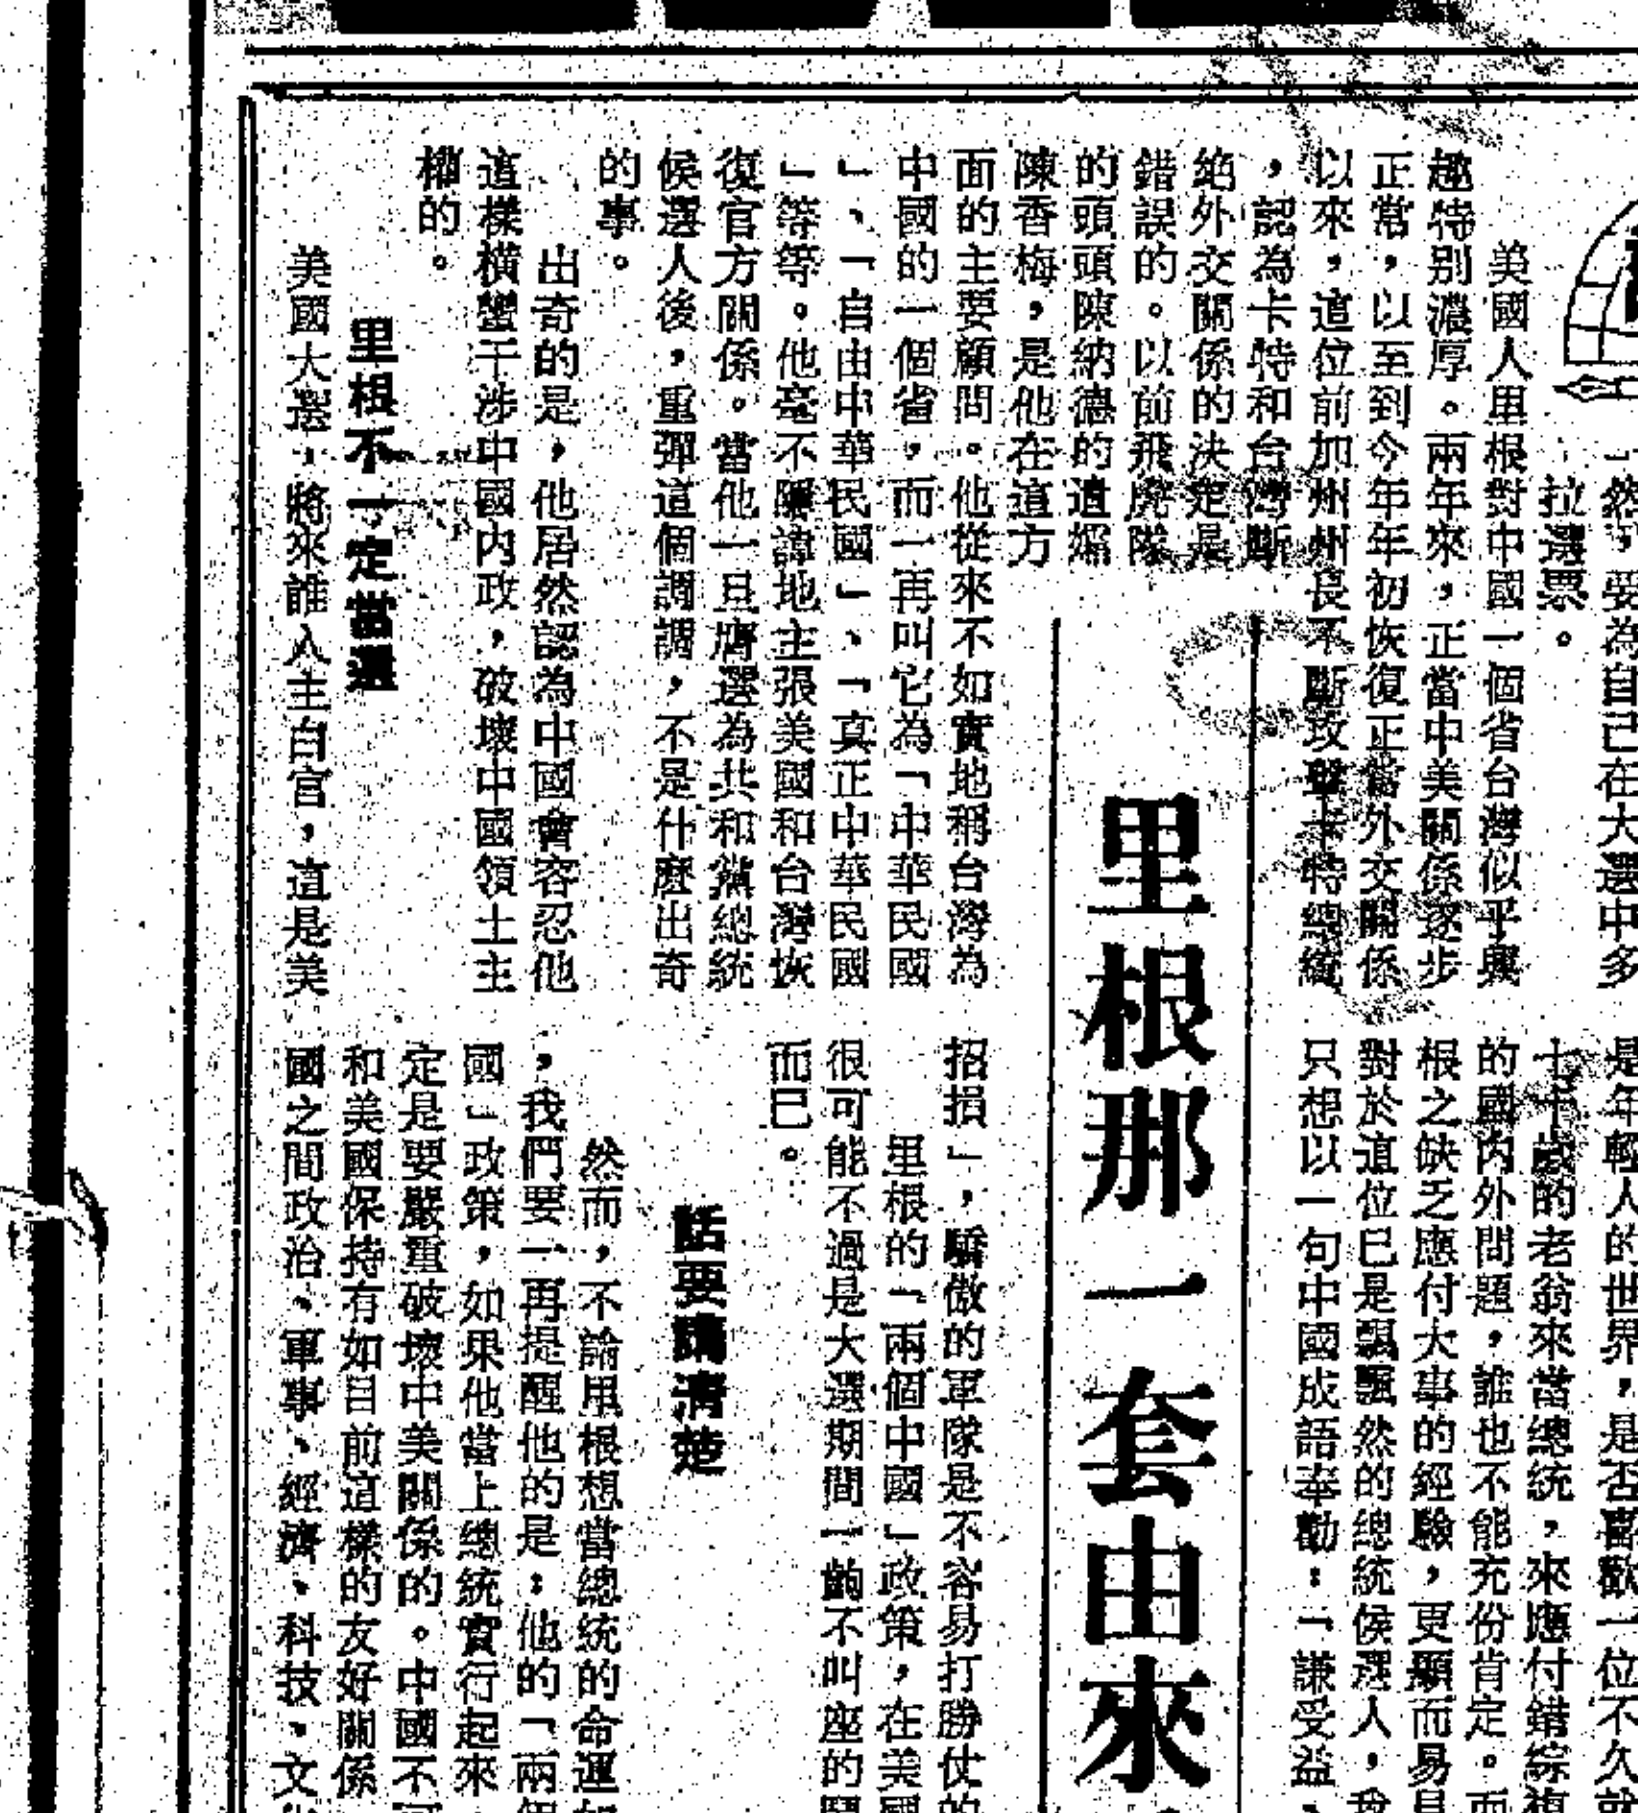 里根那一套由來
然，要為自己在大選中多
拉選票。
美國人里根對中國一個省台灣似乎興
趣特別濃厚。兩年來，正當中美關係逐步
正常，以至到今年年初恢復正常外交關係
以來，這位前加州州長不斷攻擊卡特總統
，認為卡特和台灣斷
絕外交關係的決定是
錯誤的。以前飛虎隊
的頭頭陳納德的遺孀
陳香梅，是他在這方
面的主要顧問。他從來不如實地稱台灣為
中國的一個省，而一再叫它為「中華民國
」、「自由中華民國」、「真正中華民國
」等等。他毫不隱諱地主張美國和台灣恢
復官方關係。當他一旦膺選為共和黨總統
候選人後，重彈這個調調，不是什麼出奇
的事。
出奇的是，他居然認為中國會容忍他
這樣橫蠻干涉中國內政，破壞中國領土主
權的。
里根不一定當選
美國大選，將來誰入主白宮，這是美
是年輕人的世界，是否喜歡一位不久就
七十歲的老翁來當總統，來應付錯綜複
的國內外問題，誰也不能充份肯定。而
根之缺乏應付大事的經驗，更顯而易見
對於這位已是飄飄然的總統候選人，我
只想以一句中國成語奉勸：「謙受益、
招損」，驕傲的軍隊是不容易打勝仗的
里根的「兩個中國」政策，在美國
很可能不過是大選期間一齣不叫座的鬧
而已。
話要講清楚
然而，不論里根想當總統的命運如
，我們要一再提醒他的是：他的「兩個
國」政策，如果他當上總統實行起來，
定是要嚴重破壞中美關係的。中國不可
和美國保持有如目前這樣的友好關係
國之間政治、軍事、經濟、科技、文化